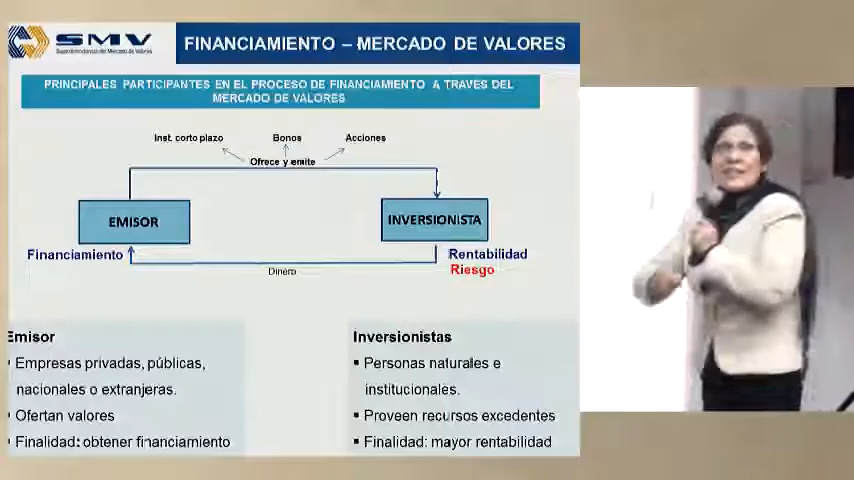 SMV
Superintendencia del Mercado de Valores
FINANCIAMIENTO – MERCADO DE VALORES
PRINCIPALES PARTICIPANTES EN EL PROCESO DE FINANCIAMIENTO A TRAVES DEL
MERCADO DE VALORES
Inst. corto plazo
Bonos
Acciones
Ofrece y emite
EMISOR
INVERSIONISTA
Financiamiento
Rentabilidad
Riesgo
Dinero
Emisor
▪ Empresas privadas, públicas,
nacionales o extranjeras.
▪ Ofertan valores
▪ Finalidad: obtener financiamiento
Inversionistas
▪ Personas naturales e
institucionales.
▪ Proveen recursos excedentes
▪ Finalidad: mayor rentabilidad